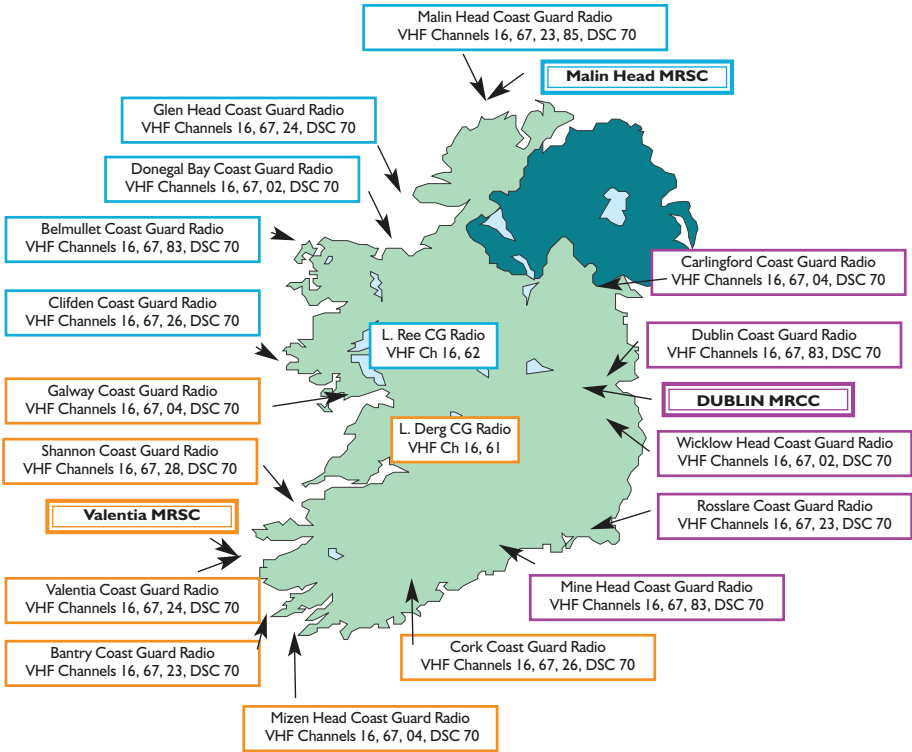 Malin Head Coast Guard Radio
VHF Channels 16, 67, 23, 85, DSC 70
Malin Head MRSC
Glen Head Coast Guard Radio
VHF Channels 16, 67, 24, DSC 70
Donegal Bay Coast Guard Radio
VHF Channels 16, 67, 02, DSC 70
Belmullet Coast Guard Radio
VHF Channels 16, 67, 83, DSC 70
Carlingford Coast Guard Radio
VHF Channels 16, 67, 04, DSC 70
Clifden Coast Guard Radio
VHF Channels 16, 67, 26, DSC 70
L. Ree CG Radio
VHF Ch 16, 62
Dublin Coast Guard Radio
VHF Channels 16, 67, 83, DSC 70
Galway Coast Guard Radio
VHF Channels 16, 67, 04, DSC 70
DUBLIN MRCC
L. Derg CG Radio
VHF Ch 16, 61
Wicklow Head Coast Guard Radio
VHF Channels 16, 67, 02, DSC 70
Shannon Coast Guard Radio
VHF Channels 16, 67, 28, DSC 70
Rosslare Coast Guard Radio
VHF Channels 16, 67, 23, DSC 70
Valentia MRSC
Valentia Coast Guard Radio
VHF Channels 16, 67, 24, DSC 70
Mine Head Coast Guard Radio
VHF Channels 16, 67, 83, DSC 70
Bantry Coast Guard Radio
VHF Channels 16, 67, 23, DSC 70
Cork Coast Guard Radio
VHF Channels 16, 67, 26, DSC 70
Mizen Head Coast Guard Radio
VHF Channels 16, 67, 04, DSC 70